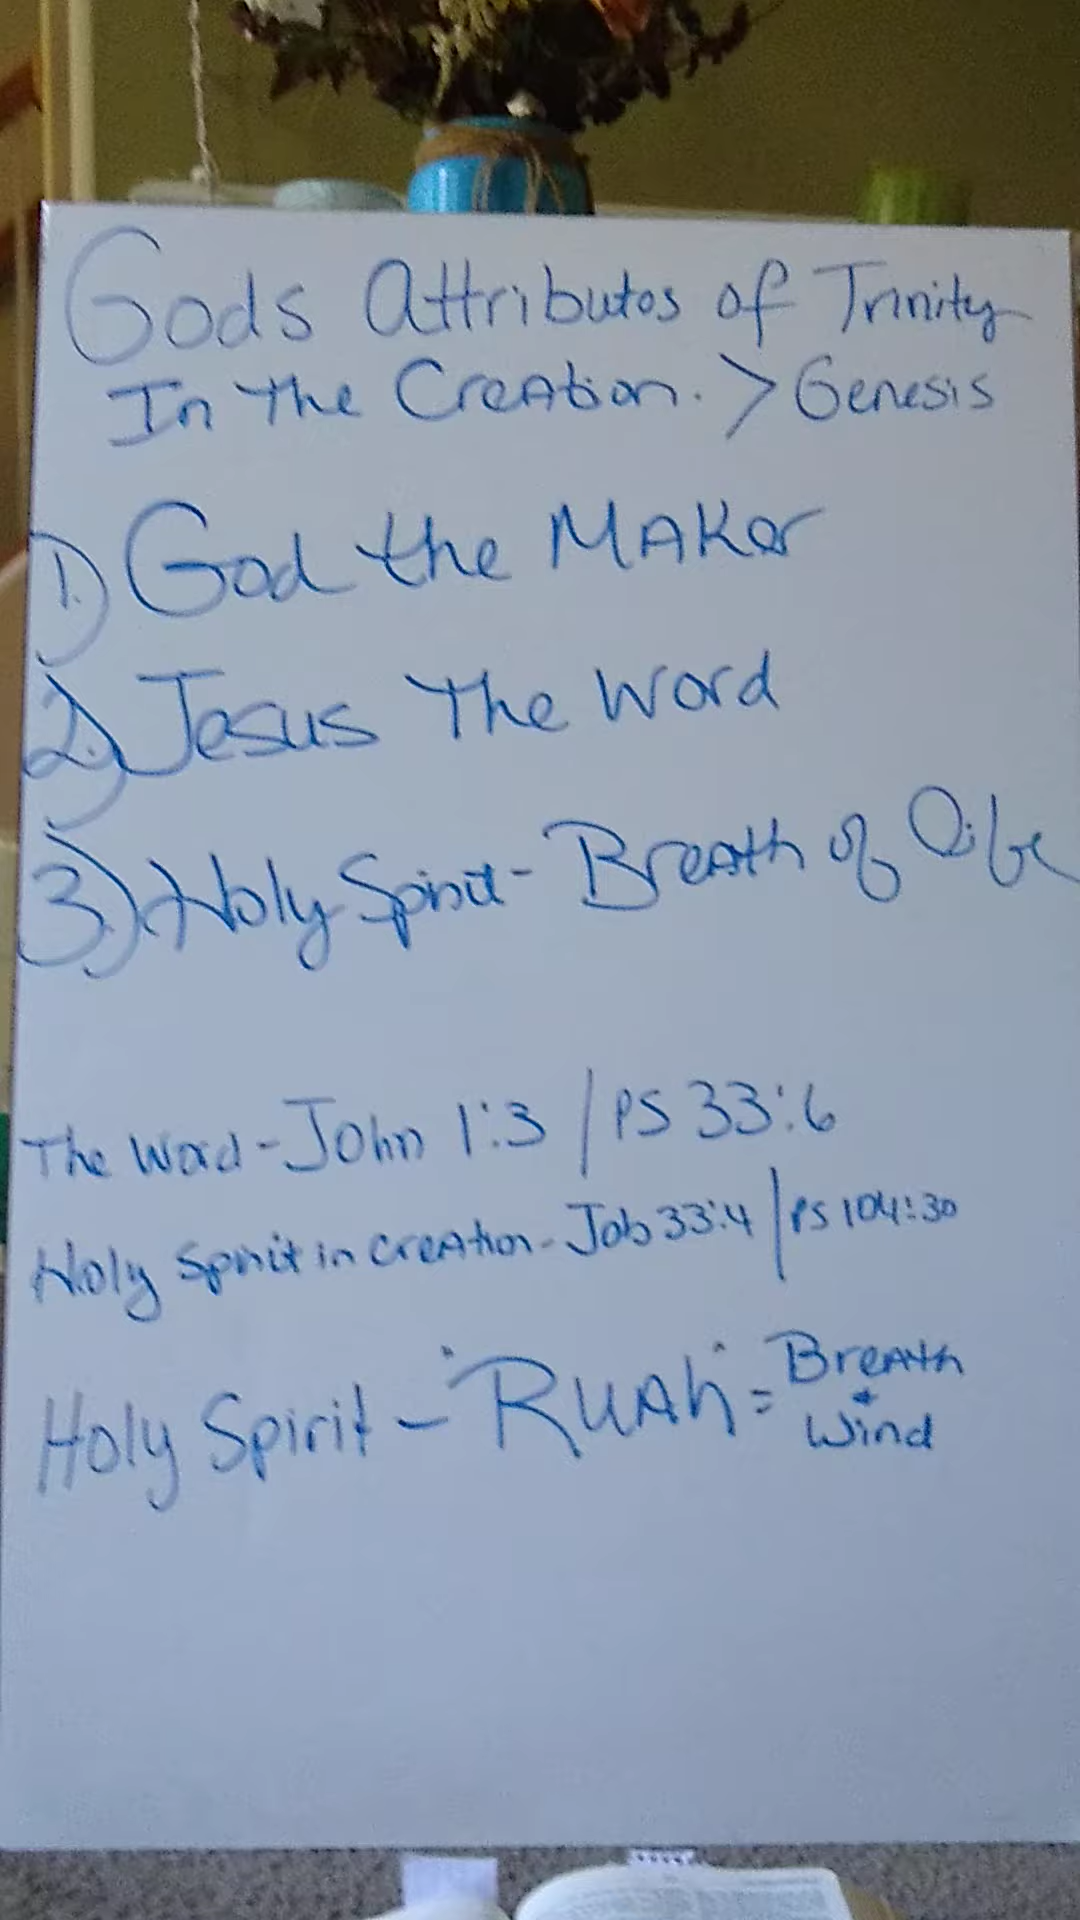 Gods Attributes of Trinity
In The Creation. > Genesis
1.) God the Maker
2.) Jesus The Word
3.) Holy Spirit - Breath of Life
The Word - John 1:3 / PS 33:6
Holy Spirit in creation - Job 33:4 / PS 104:30
Holy Spirit - "Ruah" = Breath + Wind